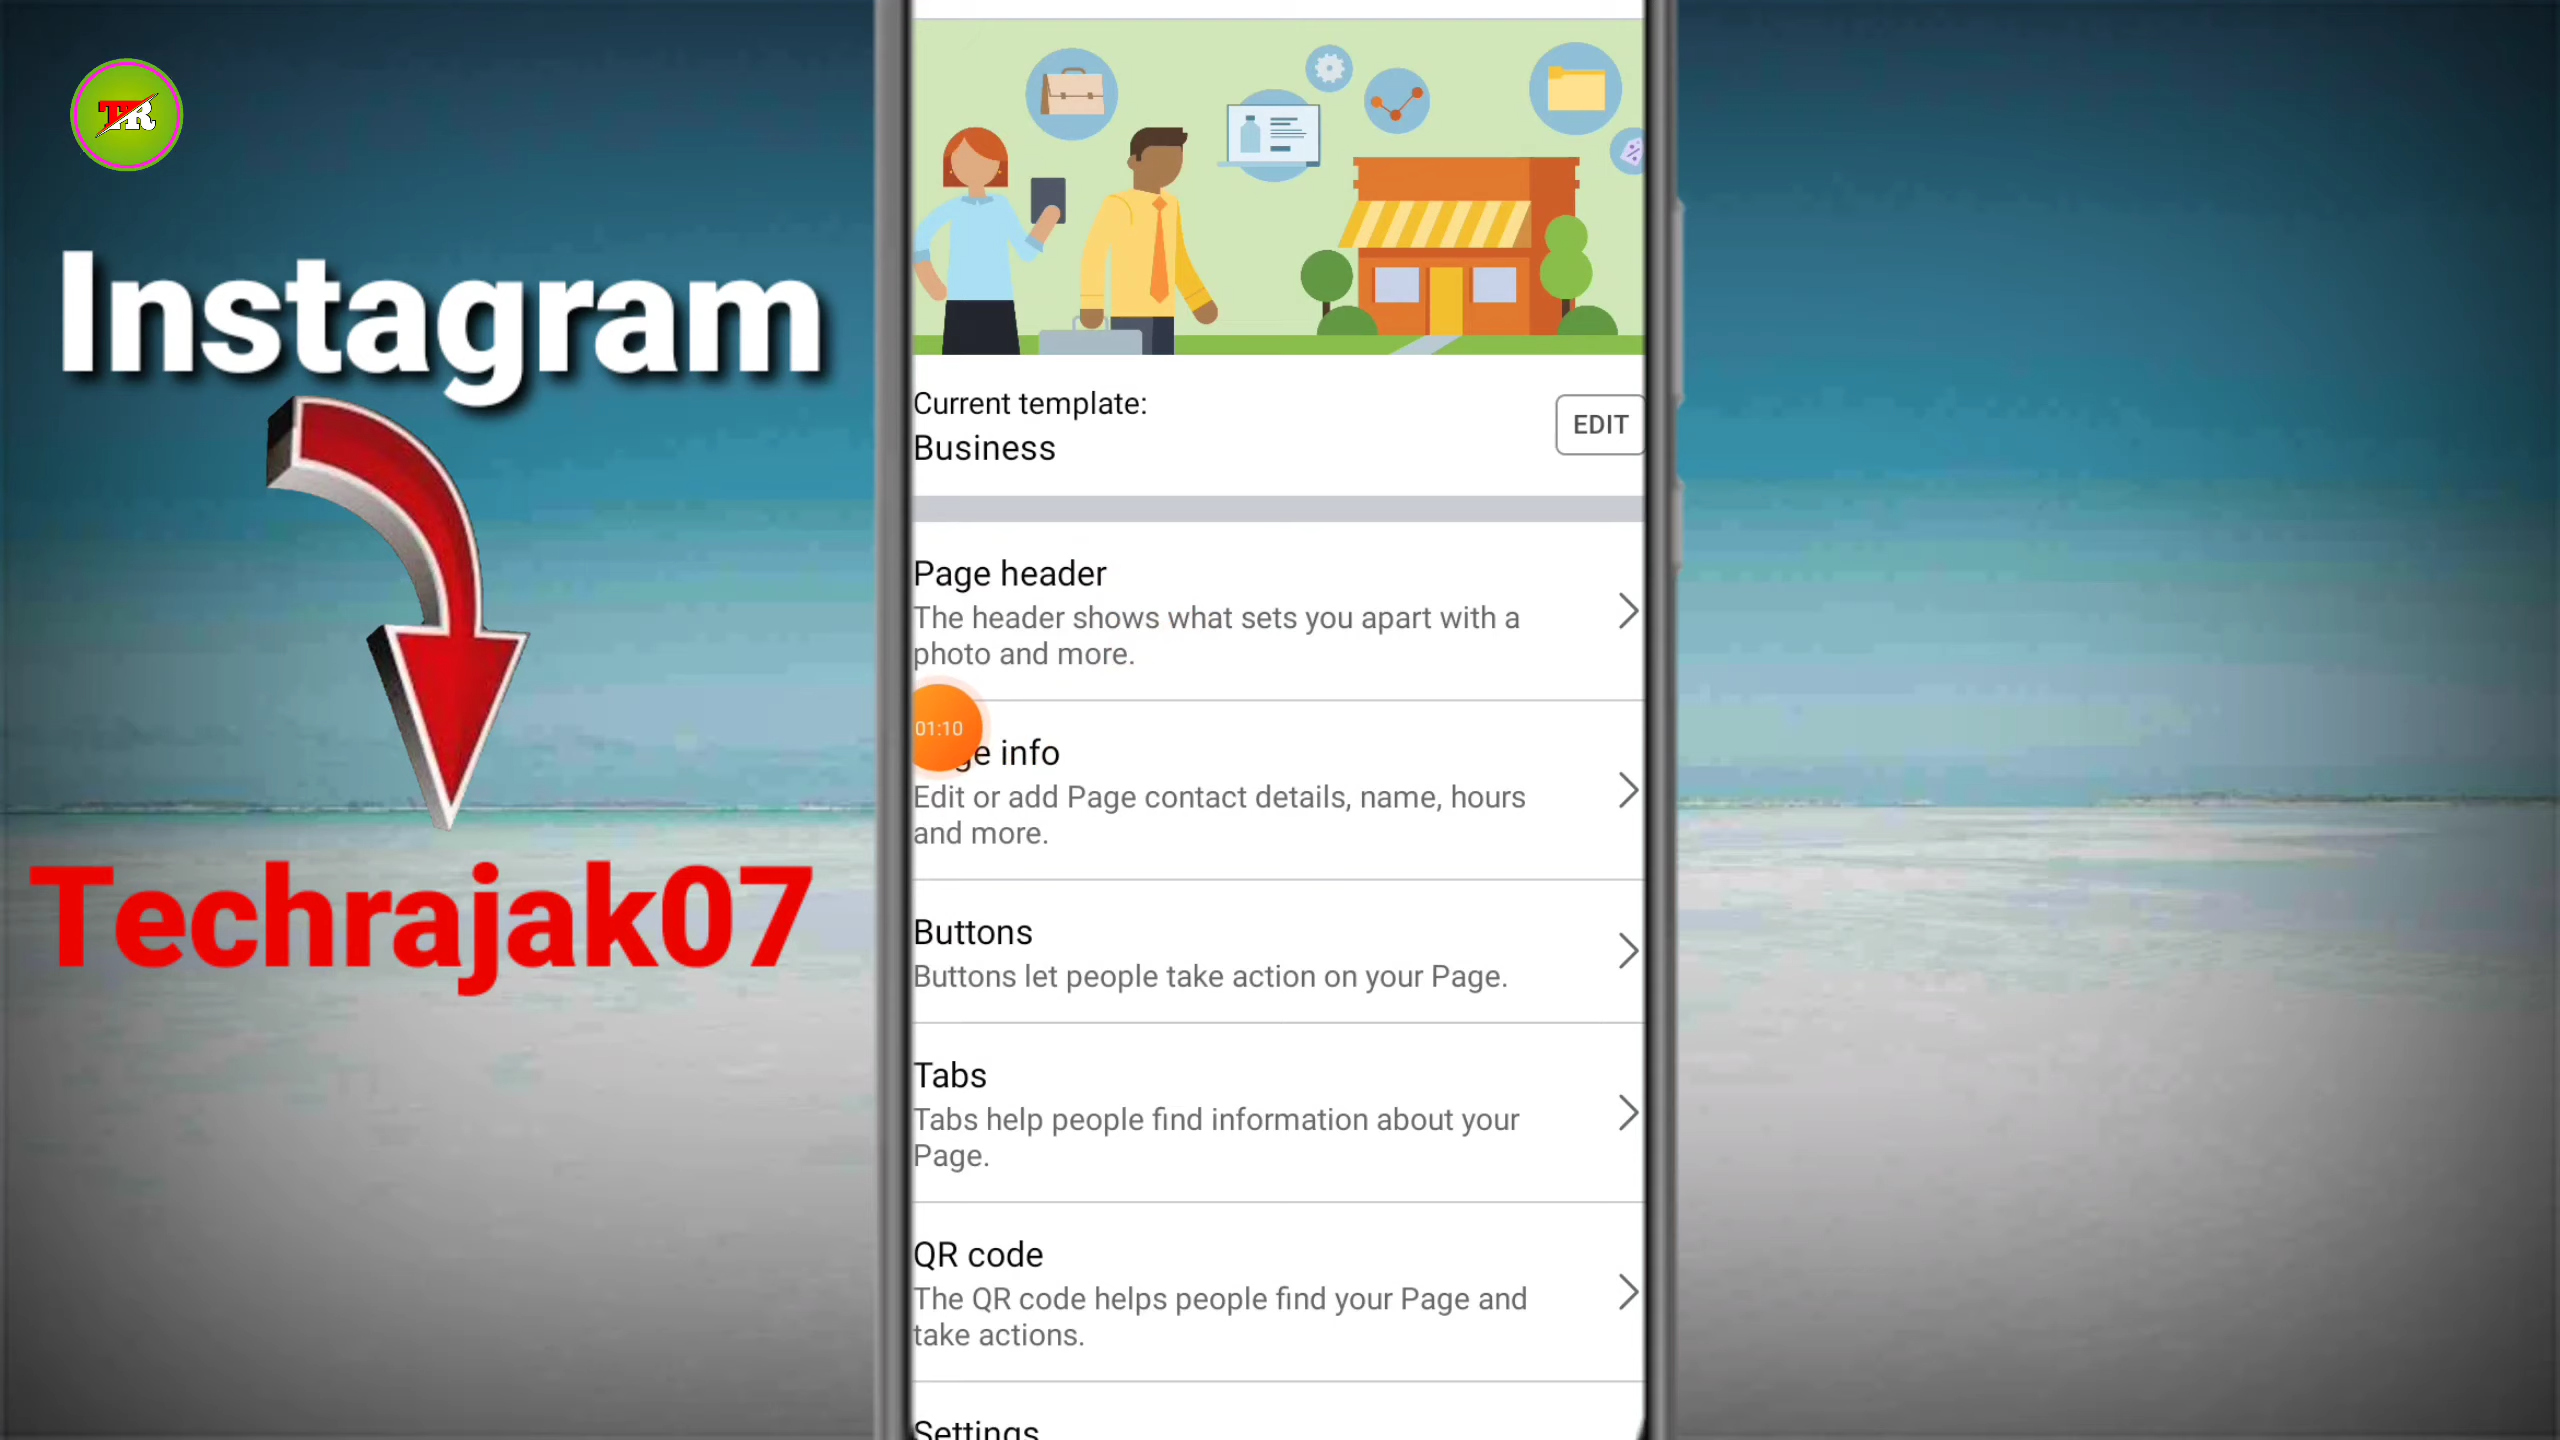 TR
Instagram
Techrajak07
Current template:
Business
EDIT
Page header
The header shows what sets you apart with a
photo and more.
01:10
ge info
Edit or add Page contact details, name, hours
and more.
Buttons
Buttons let people take action on your Page.
Tabs
Tabs help people find information about your
Page.
QR code
The QR code helps people find your Page and
take actions.
Settings